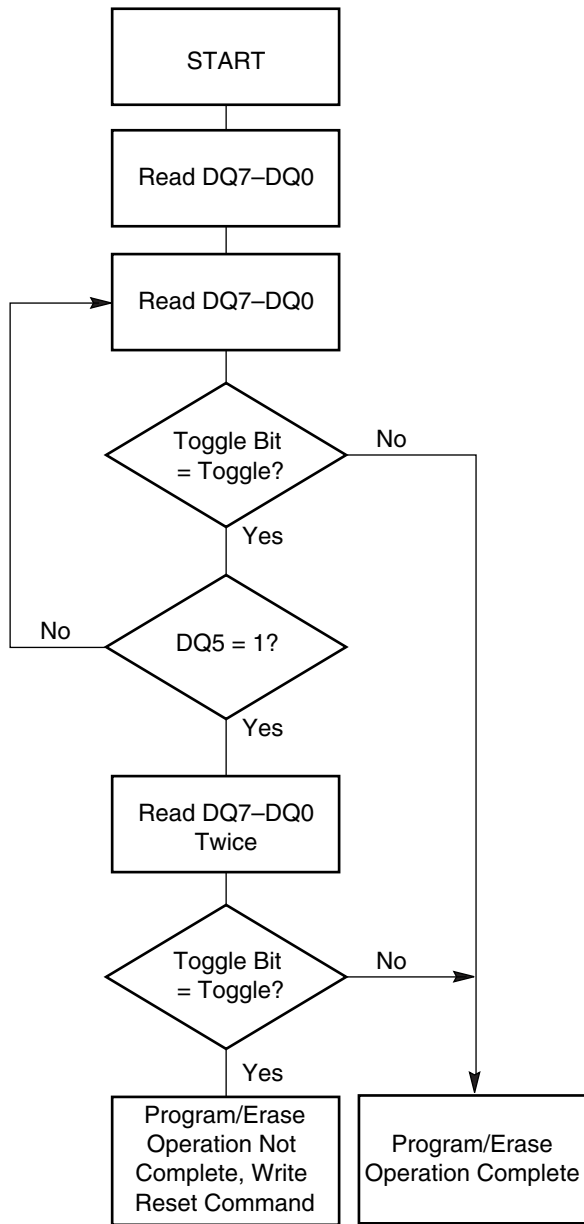 START
Read DQ7–DQ0
Read DQ7–DQ0
Toggle Bit
= Toggle?
No
Yes
DQ5 = 1?
No
Yes
Read DQ7–DQ0
Twice
Toggle Bit
= Toggle?
No
Yes
Program/Erase
Operation Not
Complete, Write
Reset Command
Program/Erase
Operation Complete